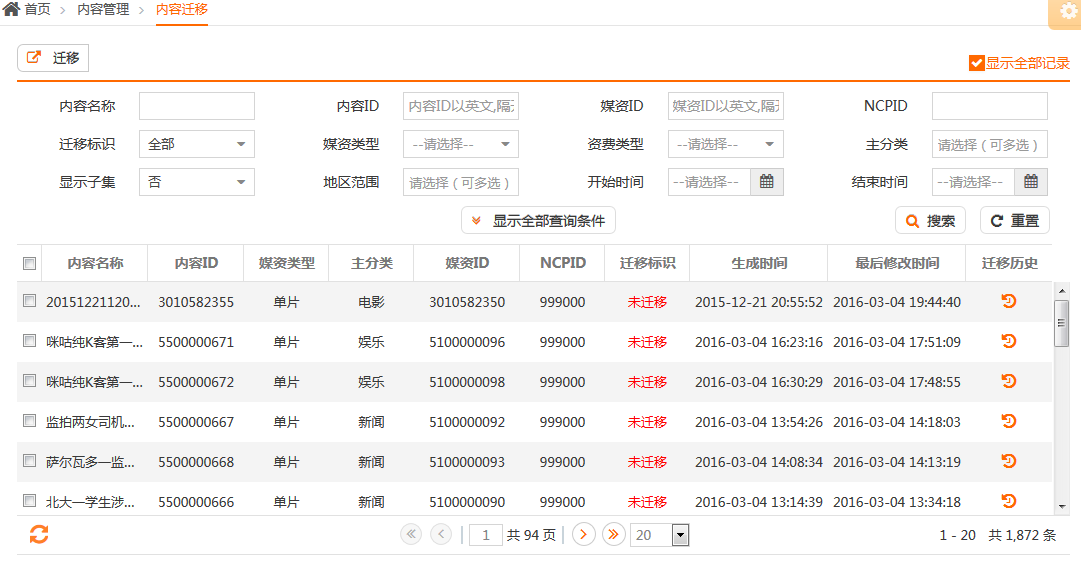 首页 内容管理 内容迁移
迁移
显示全部记录
内容名称 内容ID 内容ID以英文,隔 媒资ID 媒资ID以英文,隔 NCPID
迁移标识 全部 媒资类型 --请选择-- 资费类型 --请选择-- 主分类 请选择（可多选）
显示子集 否 地区范围 请选择（可多选） 开始时间 --请选择-- 结束时间 --请选择--
显示全部查询条件 搜索 重置
内容名称 内容ID 媒资类型 主分类 媒资ID NCPID 迁移标识 生成时间 最后修改时间 迁移历史
20151221120... 3010582355 单片 电影 3010582350 999000 未迁移 2015-12-21 20:55:52 2016-03-04 19:44:40
咪咕纯K客第一... 5500000671 单片 娱乐 5100000096 999000 未迁移 2016-03-04 16:23:16 2016-03-04 17:51:09
咪咕纯K客第一... 5500000672 单片 娱乐 5100000098 999000 未迁移 2016-03-04 16:30:29 2016-03-04 17:48:55
监拍两女司机... 5500000667 单片 新闻 5100000092 999000 未迁移 2016-03-04 13:54:26 2016-03-04 14:18:03
萨尔瓦多一监... 5500000668 单片 新闻 5100000093 999000 未迁移 2016-03-04 14:08:34 2016-03-04 14:13:19
北大一学生涉... 5500000666 单片 新闻 5100000090 999000 未迁移 2016-03-04 13:14:39 2016-03-04 13:34:18
1 共 94 页 20 1 - 20 共 1,872 条